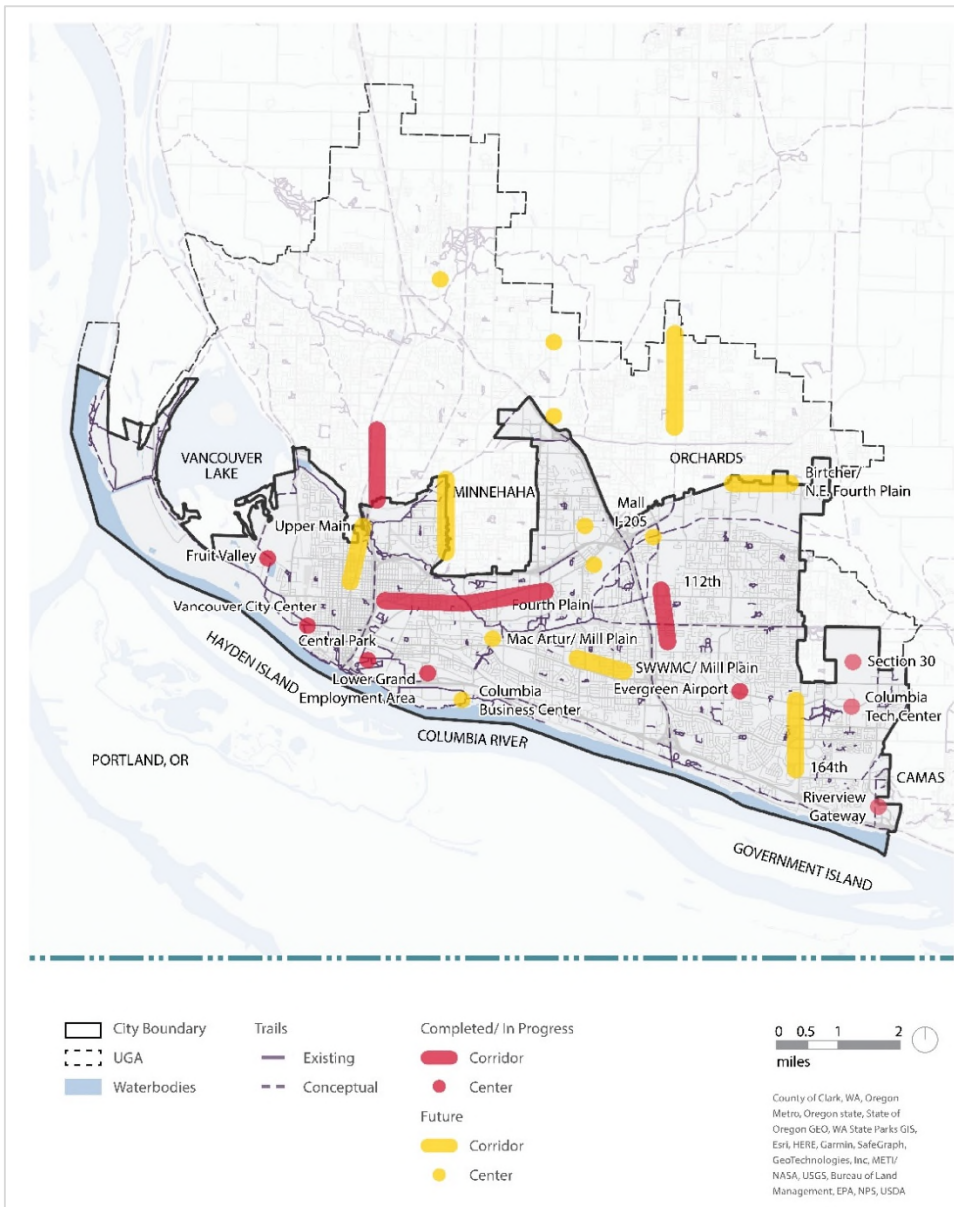 VANCOUVER
LAKE
MINNEHAHA
ORCHARDS
Birtcher/
N.E. Fourth Plain
Mall
I-205
Upper Main
Fruit Valley
112th
Fourth Plain
Vancouver City Center
Central Park
Mac Artur/ Mill Plain
HAYDEN ISLAND
SWWMC/ Mill Plain
Section 30
Lower Grand
Employment Area
Evergreen Airport
Columbia
Business Center
Columbia
Tech Center
COLUMBIA RIVER
PORTLAND, OR
164th
CAMAS
Riverview
Gateway
GOVERNMENT ISLAND
City Boundary
UGA
Waterbodies
Trails
Existing
Conceptual
Completed/ In Progress
Corridor
Center
Future
Corridor
Center
0 0.5 1 2
miles
County of Clark, WA, Oregon
Metro, Oregon state, State of
Oregon GEO, WA State Parks GIS,
Esri, HERE, Garmin, SafeGraph,
GeoTechnologies, Inc, METI/
NASA, USGS, Bureau of Land
Management, EPA, NPS, USDA